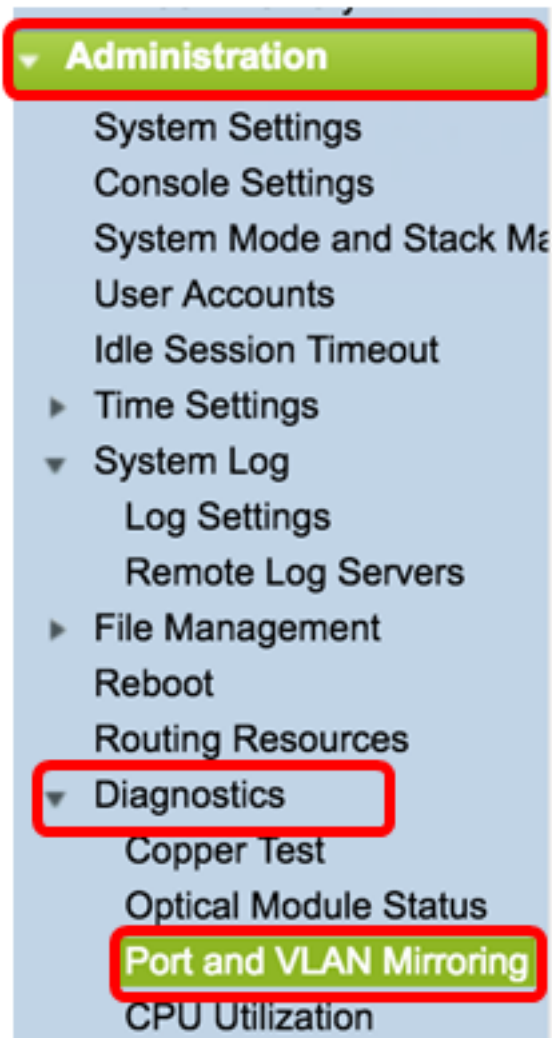 Administration
System Settings
Console Settings
System Mode and Stack
User Accounts
Idle Session Timeout
Time Settings
System Log
Log Settings
Remote Log Servers
File Management
Reboot
Routing Resources
Diagnostics
Copper Test
Optical Module Status
Port and VLAN Mirroring
CPU Utilization